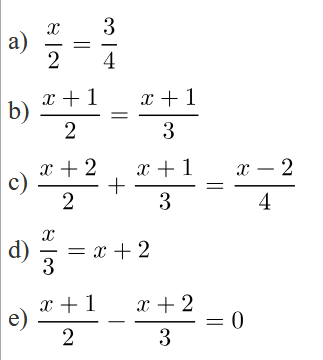 a) x/2 = 3/4
b) (x + 1)/2 = (x + 1)/3
c) (x + 2)/2 + (x + 1)/3 = (x − 2)/4
d) x/3 = x + 2
e) (x + 1)/2 − (x + 2)/3 = 0